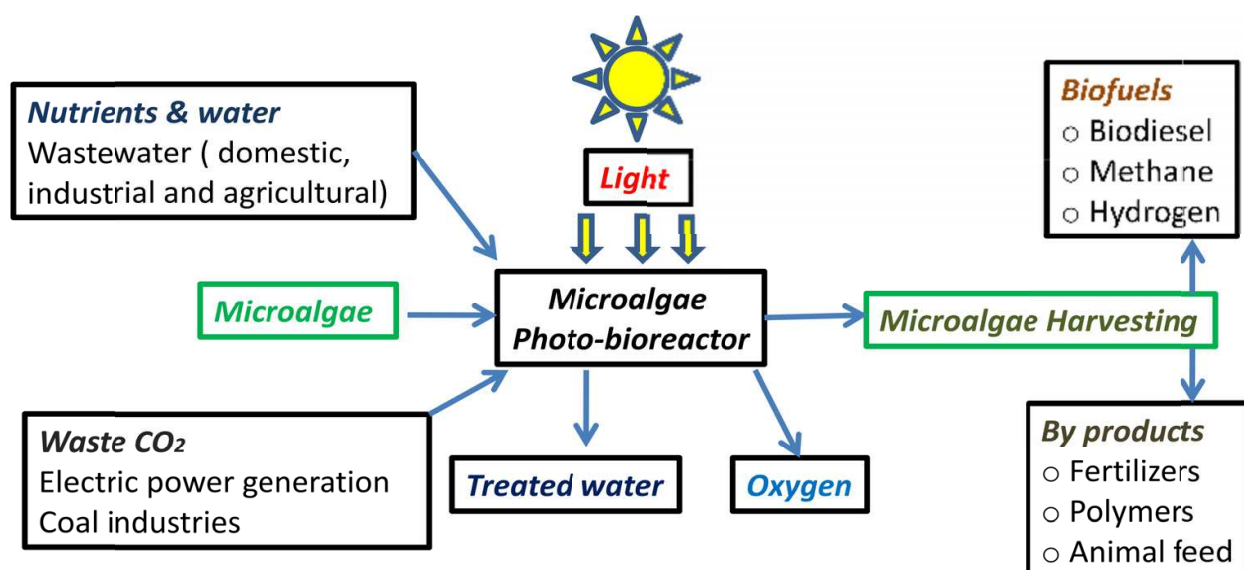 Nutrients & water
Wastewater ( domestic,
industrial and agricultural)
Light
Biofuels
○ Biodiesel
○ Methane
○ Hydrogen
Microalgae
Microalgae
Photo-bioreactor
Microalgae Harvesting
Waste CO₂
Electric power generation
Coal industries
Treated water
Oxygen
By products
○ Fertilizers
○ Polymers
○ Animal feed